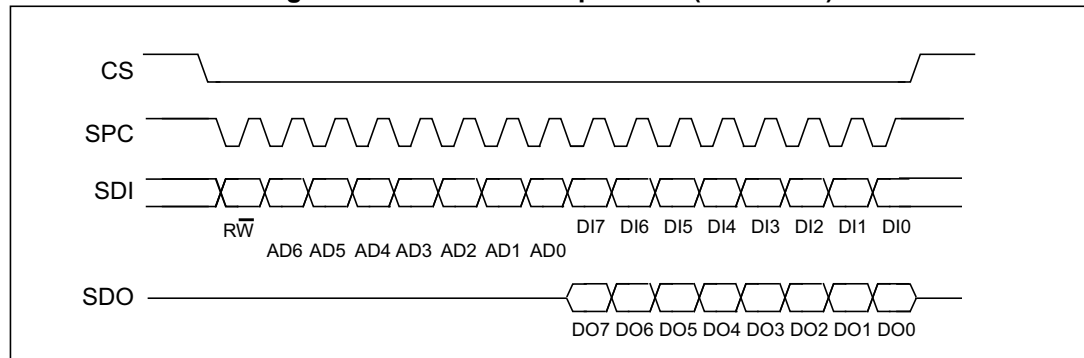 CS
SPC
SDI
RW̅
DI7 DI6 DI5 DI4 DI3 DI2 DI1 DI0
AD6 AD5 AD4 AD3 AD2 AD1 AD0
SDO
DO7 DO6 DO5 DO4 DO3 DO2 DO1 DO0